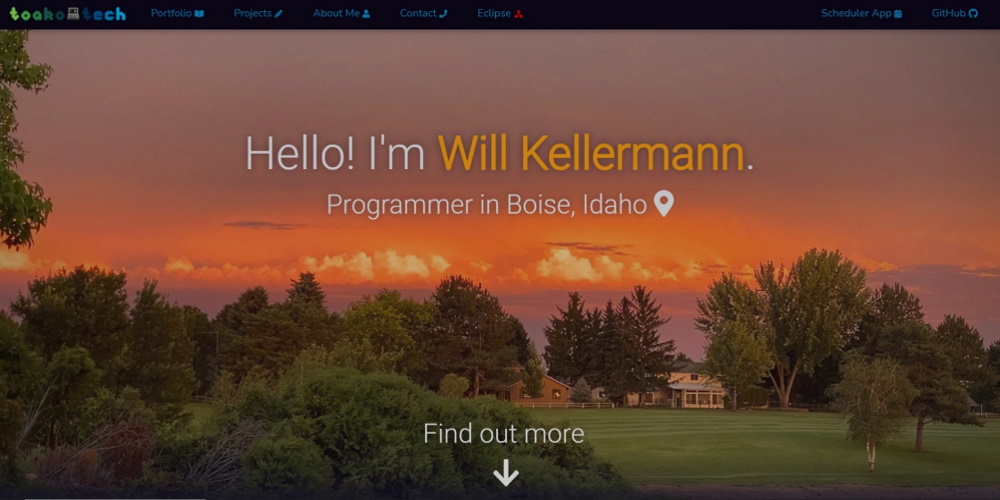 toako tech
Portfolio
Projects
About Me
Contact
Eclipse
Scheduler App
GitHub
Hello! I'm Will Kellermann.
Programmer in Boise, Idaho
Find out more